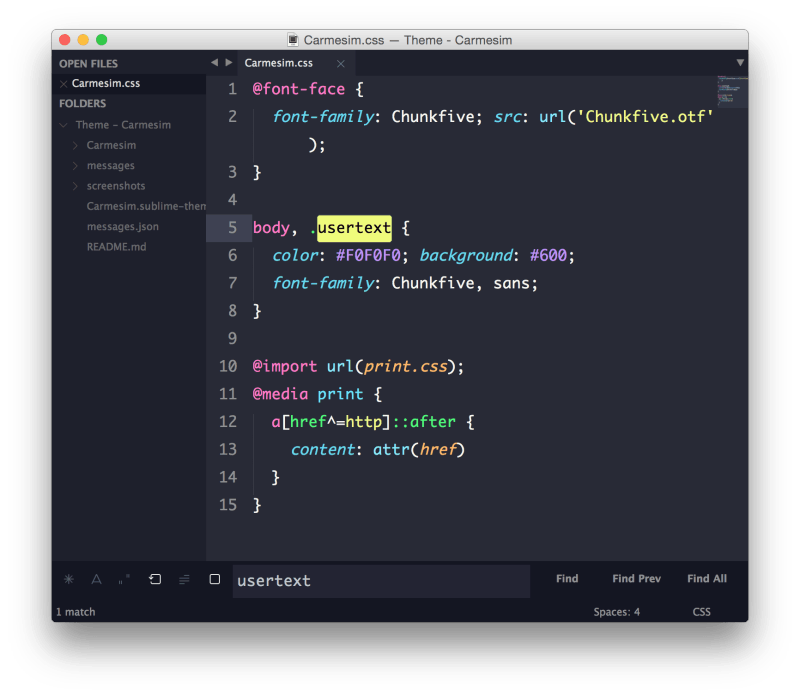 Carmesim.css — Theme - Carmesim
OPEN FILES
Carmesim.css
FOLDERS
Theme - Carmesim
Carmesim
messages
screenshots
Carmesim.sublime-them
messages.json
README.md
Carmesim.css
1 @font-face {
2 font-family: Chunkfive; src: url('Chunkfive.otf'
);
3 }
4
5 body, .usertext {
6 color: #F0F0F0; background: #600;
7 font-family: Chunkfive, sans;
8 }
9
10 @import url(print.css);
11 @media print {
12 a[href^=http]::after {
13 content: attr(href)
14 }
15 }
usertext
Find Find Prev Find All
1 match Spaces: 4 CSS